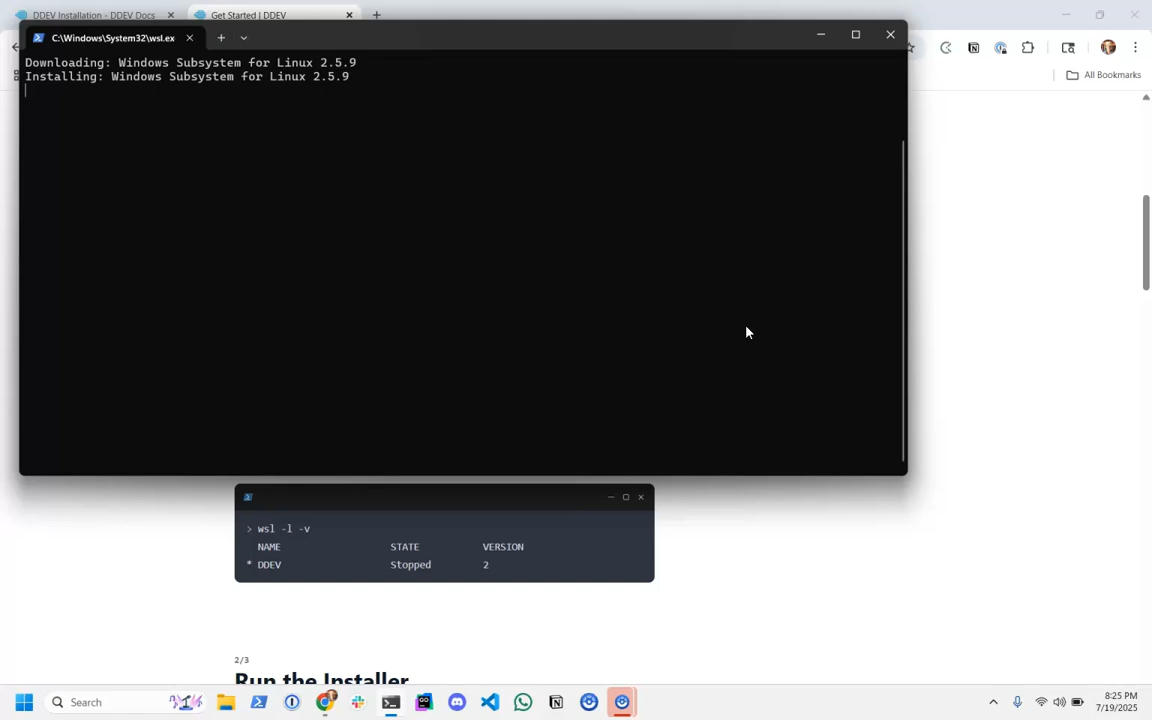 DDEV Installation - DDEV Docs
Get Started | DDEV
C:\Windows\System32\wsl.ex
All Bookmarks
Downloading: Windows Subsystem for Linux 2.5.9
Installing: Windows Subsystem for Linux 2.5.9
> wsl -l -v
NAME STATE VERSION
* DDEV Stopped 2
2/3
Run the Installer
Search
8:25 PM
7/19/2025